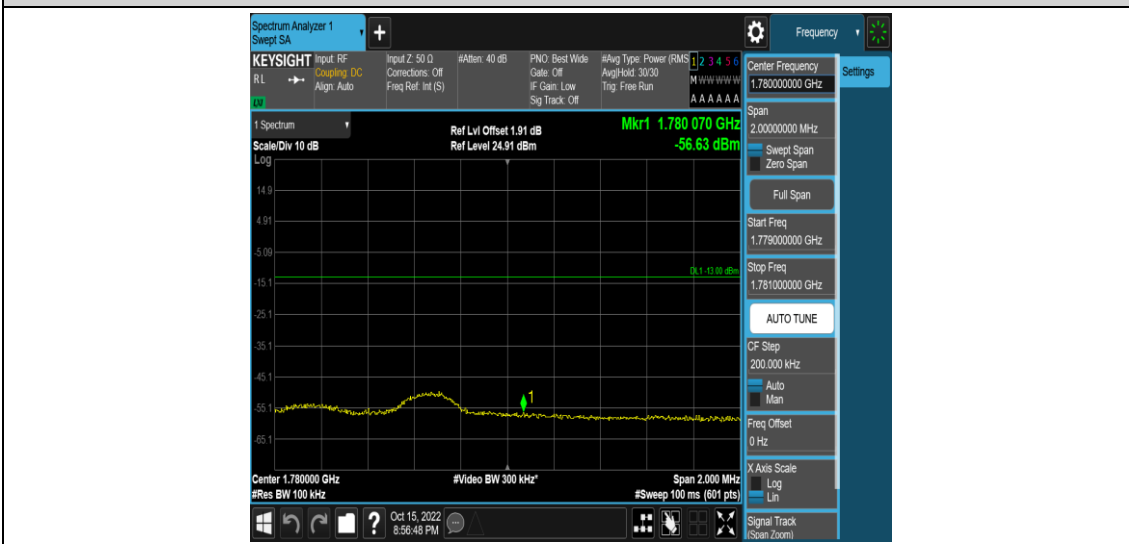 Spectrum Analyzer 1
Swept SA
+
Frequency
KEYSIGHT
RL
LXI
Input: RF
Coupling: DC
Align: Auto
Input Z: 50 Ω
Corrections: Off
Freq Ref: Int (S)
#Atten: 40 dB
PNO: Best Wide
Gate: Off
IF Gain: Low
Sig Track: Off
#Avg Type: Power (RMS
Avg|Hold: 30/30
Trig: Free Run
1 2 3 4 5 6
M W W W W W
A A A A A A
1 Spectrum
Scale/Div 10 dB
Log
Ref Lvl Offset 1.91 dB
Ref Level 24.91 dBm
Mkr1 1.780 070 GHz
-56.63 dBm
14.9
4.91
-5.09
DL1 -13.00 dBm
-15.1
-25.1
-35.1
-45.1
1
-55.1
-65.1
Center 1.780000 GHz
#Res BW 100 kHz
#Video BW 300 kHz*
Span 2.000 MHz
#Sweep 100 ms (601 pts)
?
Oct 15, 2022
8:56:48 PM
Center Frequency
1.780000000 GHz
Settings
Span
2.00000000 MHz
Swept Span
Zero Span
Full Span
Start Freq
1.779000000 GHz
Stop Freq
1.781000000 GHz
AUTO TUNE
CF Step
200.000 kHz
Auto
Man
Freq Offset
0 Hz
X Axis Scale
Log
Lin
Signal Track
(Span Zoom)